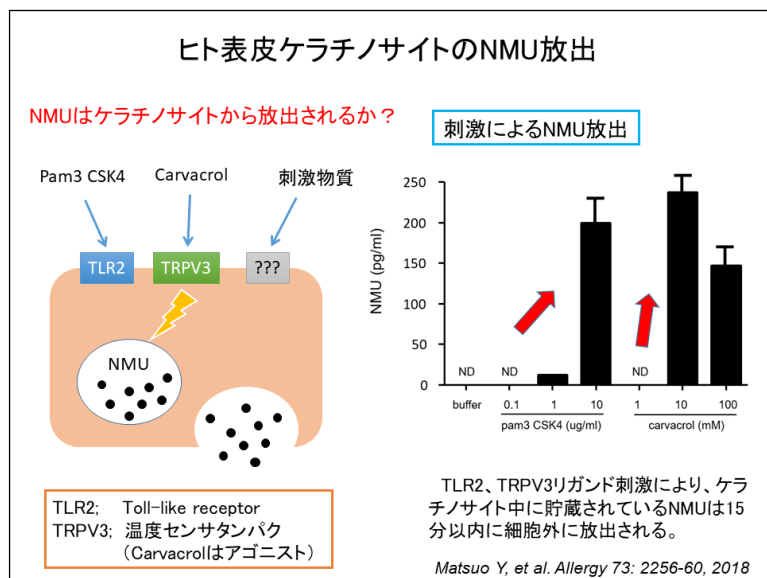 ヒト表皮ケラチノサイトのNMU放出
NMUはケラチノサイトから放出されるか？
Pam3 CSK4
Carvacrol
刺激物質
TLR2
TRPV3
???
NMU
TLR2; Toll-like receptor
TRPV3; 温度センサタンパク
（Carvacrolはアゴニスト）
刺激によるNMU放出
NMU (pg/ml)
250
200
150
100
50
0
ND
ND
ND
buffer
0.1
1
10
1
10
100
pam3 CSK4 (ug/ml)
carvacrol (mM)
TLR2、TRPV3リガンド刺激により、ケラ
チノサイト中に貯蔵されているNMUは15
分以内に細胞外に放出される。
Matsuo Y, et al. Allergy 73: 2256-60, 2018